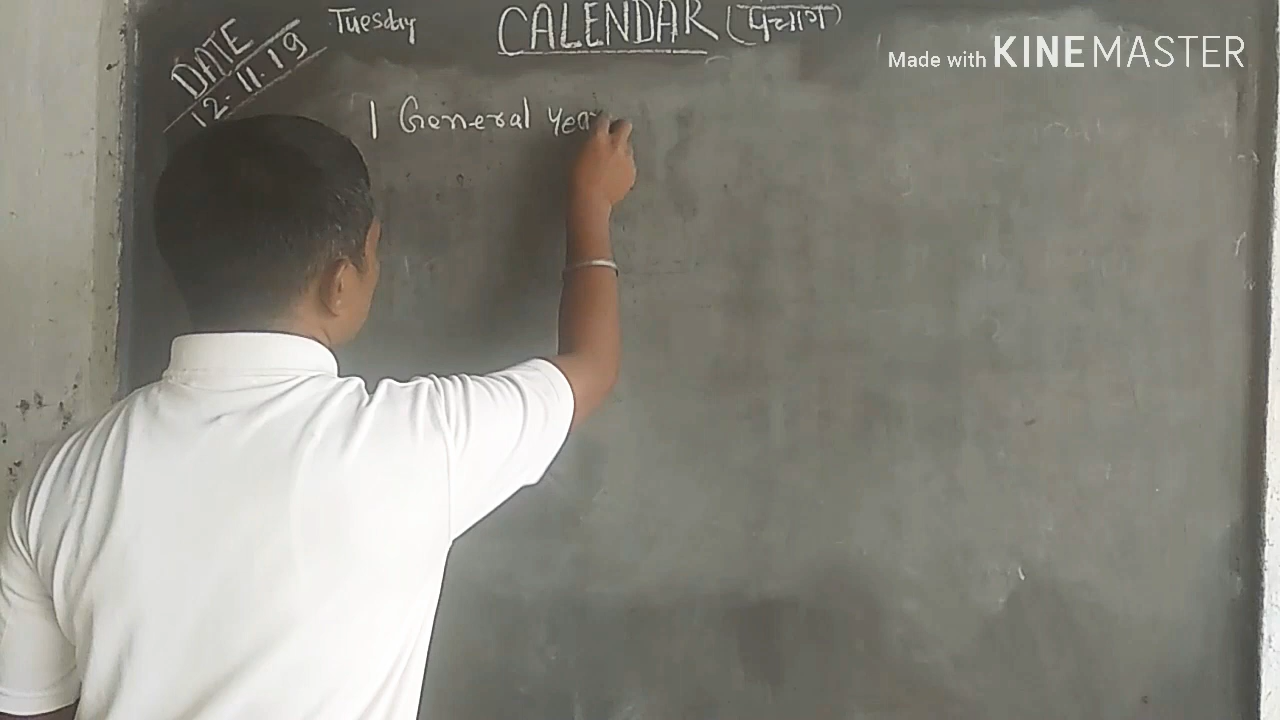 DATE
12.11.19
Tuesday
CALENDAR (पंचांग)
Made with KINEMASTER
1 General Year